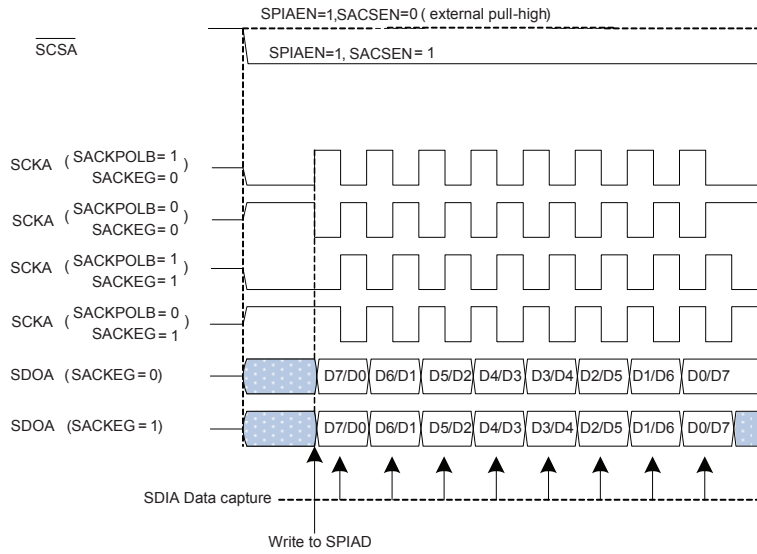 SPIAEN=1,SACSEN=0 ( external pull-high)
SCSA
SPIAEN=1, SACSEN = 1
SCKA ( SACKPOLB= 1
SACKEG= 0 )
SCKA ( SACKPOLB= 0
SACKEG= 0 )
SCKA ( SACKPOLB= 1
SACKEG= 1 )
SCKA ( SACKPOLB= 0
SACKEG= 1 )
SDOA (SACKEG=0) D7/D0 D6/D1 D5/D2 D4/D3 D3/D4 D2/D5 D1/D6 D0/D7
SDOA (SACKEG=1) D7/D0 D6/D1 D5/D2 D4/D3 D3/D4 D2/D5 D1/D6 D0/D7
SDIA Data capture
Write to SPIAD